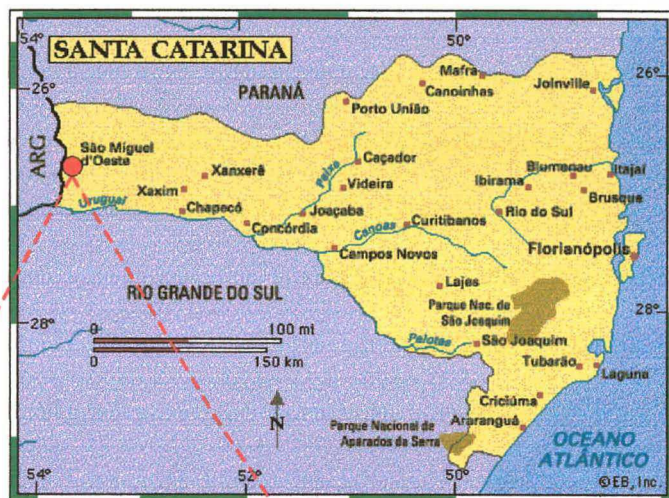 54°
50°
SANTA CATARINA
26°
26°
PARANÁ
Mafra
Canoinhas
Joinville
Porto União
ARG
São Miguel
d'Oeste
Xanxerê
Caçador
Peixe
Blumenau
Itajaí
Ibirama
Xaxim
Videira
Brusque
Uruguai
Chapecó
Joaçaba
Rio do Sul
Concórdia
Canoas
Curitibanos
Florianópolis
Campos Novos
Lajes
RIO GRANDE DO SUL
Parque Nac. de
São Joaquim
28°
28°
0 100 mi
0 150 km
Pelotas
São Joaquim
Tubarão
Laguna
Criciúma
N
Parque Nacional de
Aparados da Serra
Araranguá
OCEANO
ATLÂNTICO
54°
52°
50°
©EB, Inc.